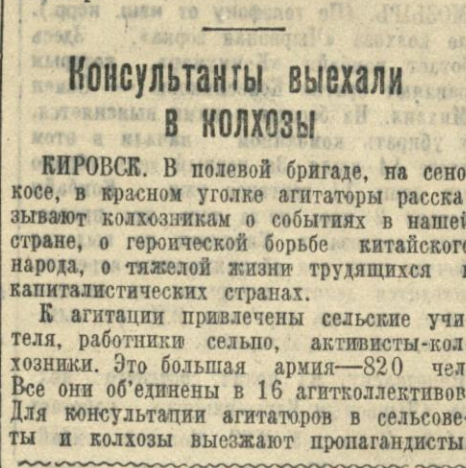 Консультанты выехали
в колхозы
КИРОВСК. В полевой бригаде, на сено
косе, в красном уголке агитаторы расска
зывают колхозникам о событиях в нашей
стране, о героической борьбе китайского
народа, о тяжелой жизни трудящихся
капиталистических странах.
К агитации привлечены сельские учи
теля, работники сельпо, активисты-кол
хозники. Это большая армия—820 чел
Все они об'единены в 16 агитколлективов
Для консультации агитаторов в сельсове
ты и колхозы выезжают пропагандисты